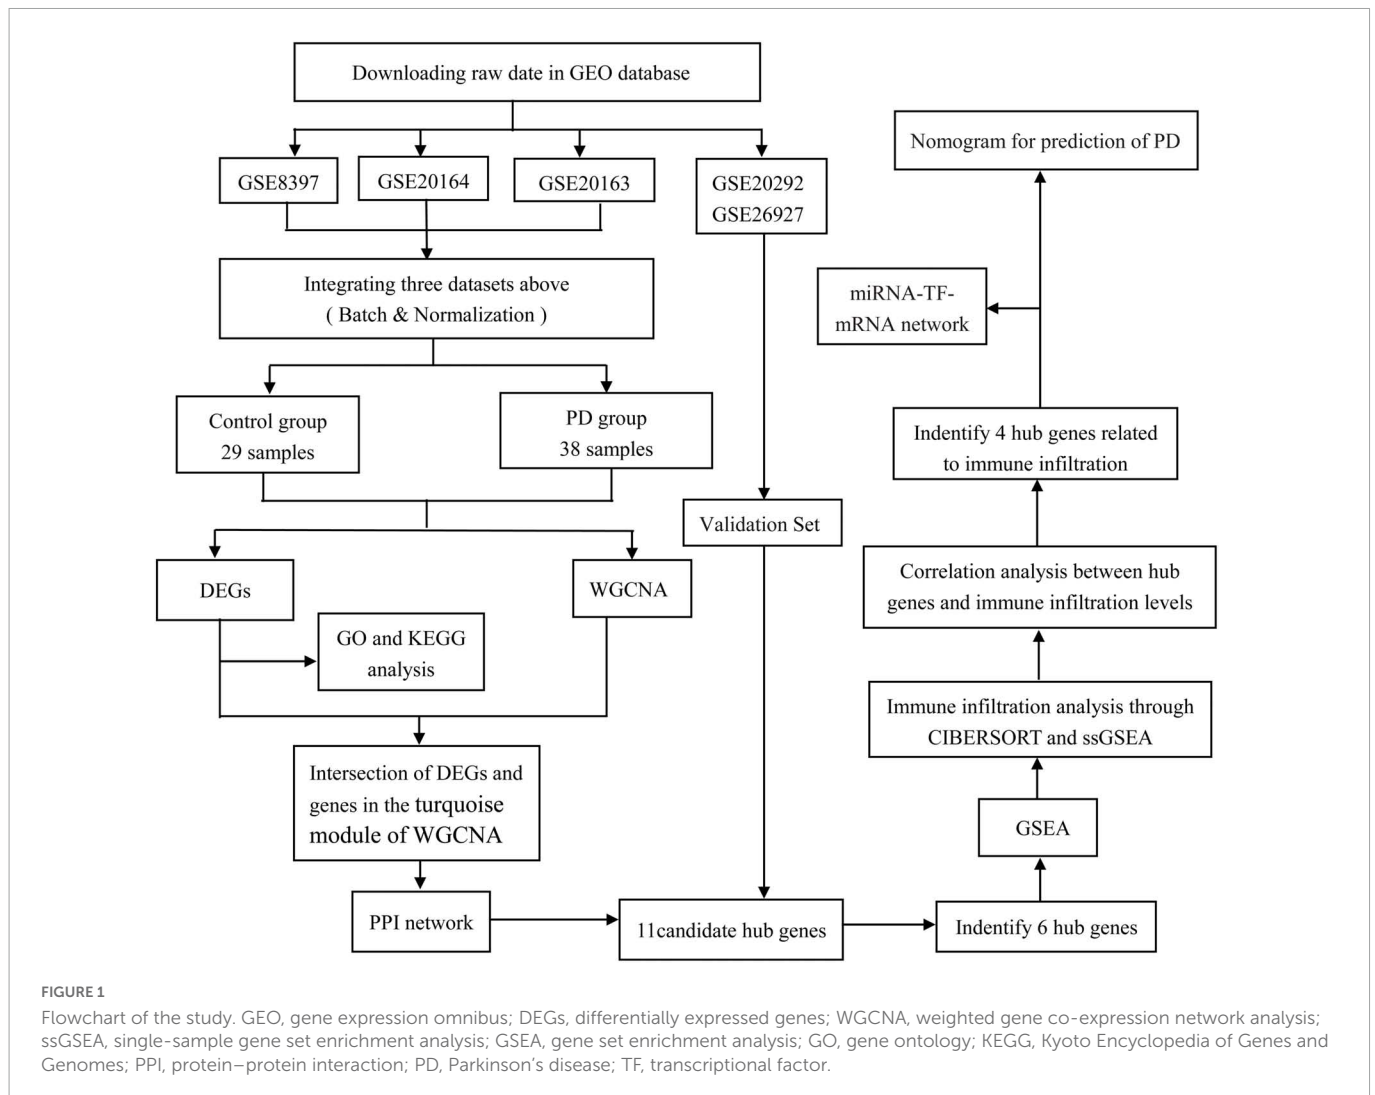 Downloading raw date in GEO database
GSE8397
GSE20164
GSE20163
GSE20292
GSE26927
Integrating three datasets above
( Batch & Normalization )
Control group
29 samples
PD group
38 samples
Validation Set
DEGs
WGCNA
GO and KEGG
analysis
Intersection of DEGs and
genes in the turquoise
module of WGCNA
PPI network
11candidate hub genes
Indentify 6 hub genes
GSEA
Immune infiltration analysis through
CIBERSORT and ssGSEA
Correlation analysis between hub
genes and immune infiltration levels
Indentify 4 hub genes related
to immune infiltration
miRNA-TF-
mRNA network
Nomogram for prediction of PD
FIGURE 1
Flowchart of the study. GEO, gene expression omnibus; DEGs, differentially expressed genes; WGCNA, weighted gene co-expression network analysis;
ssGSEA, single-sample gene set enrichment analysis; GSEA, gene set enrichment analysis; GO, gene ontology; KEGG, Kyoto Encyclopedia of Genes and
Genomes; PPI, protein–protein interaction; PD, Parkinson's disease; TF, transcriptional factor.